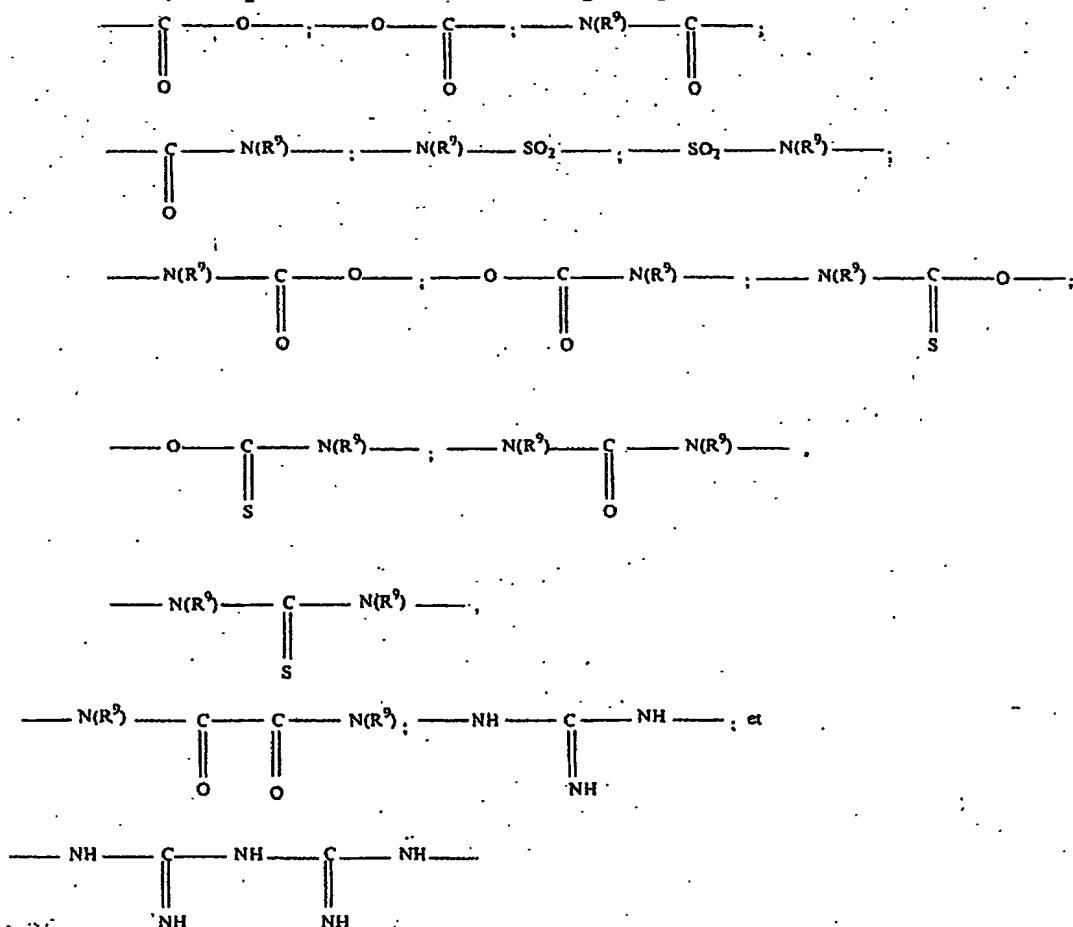 —C(=O)—O— ; —O—C(=O)— ; —N(R⁹)—C(=O)— ;
—C(=O)—N(R⁹)— ; —N(R⁹)—SO₂— ; —SO₂—N(R⁹)— ;
—N(R⁹)—C(=O)—O— ; —O—C(=O)—N(R⁹)— ; —N(R⁹)—C(=S)—O— ;
—O—C(=S)—N(R⁹)— ; —N(R⁹)—C(=O)—N(R⁹)— .
—N(R⁹)—C(=S)—N(R⁹)— ,
—N(R⁹)—C(=O)—C(=O)—N(R⁹) ; —NH—C(=NH)—NH— ; et
—NH—C(=NH)—NH—C(=NH)—NH—